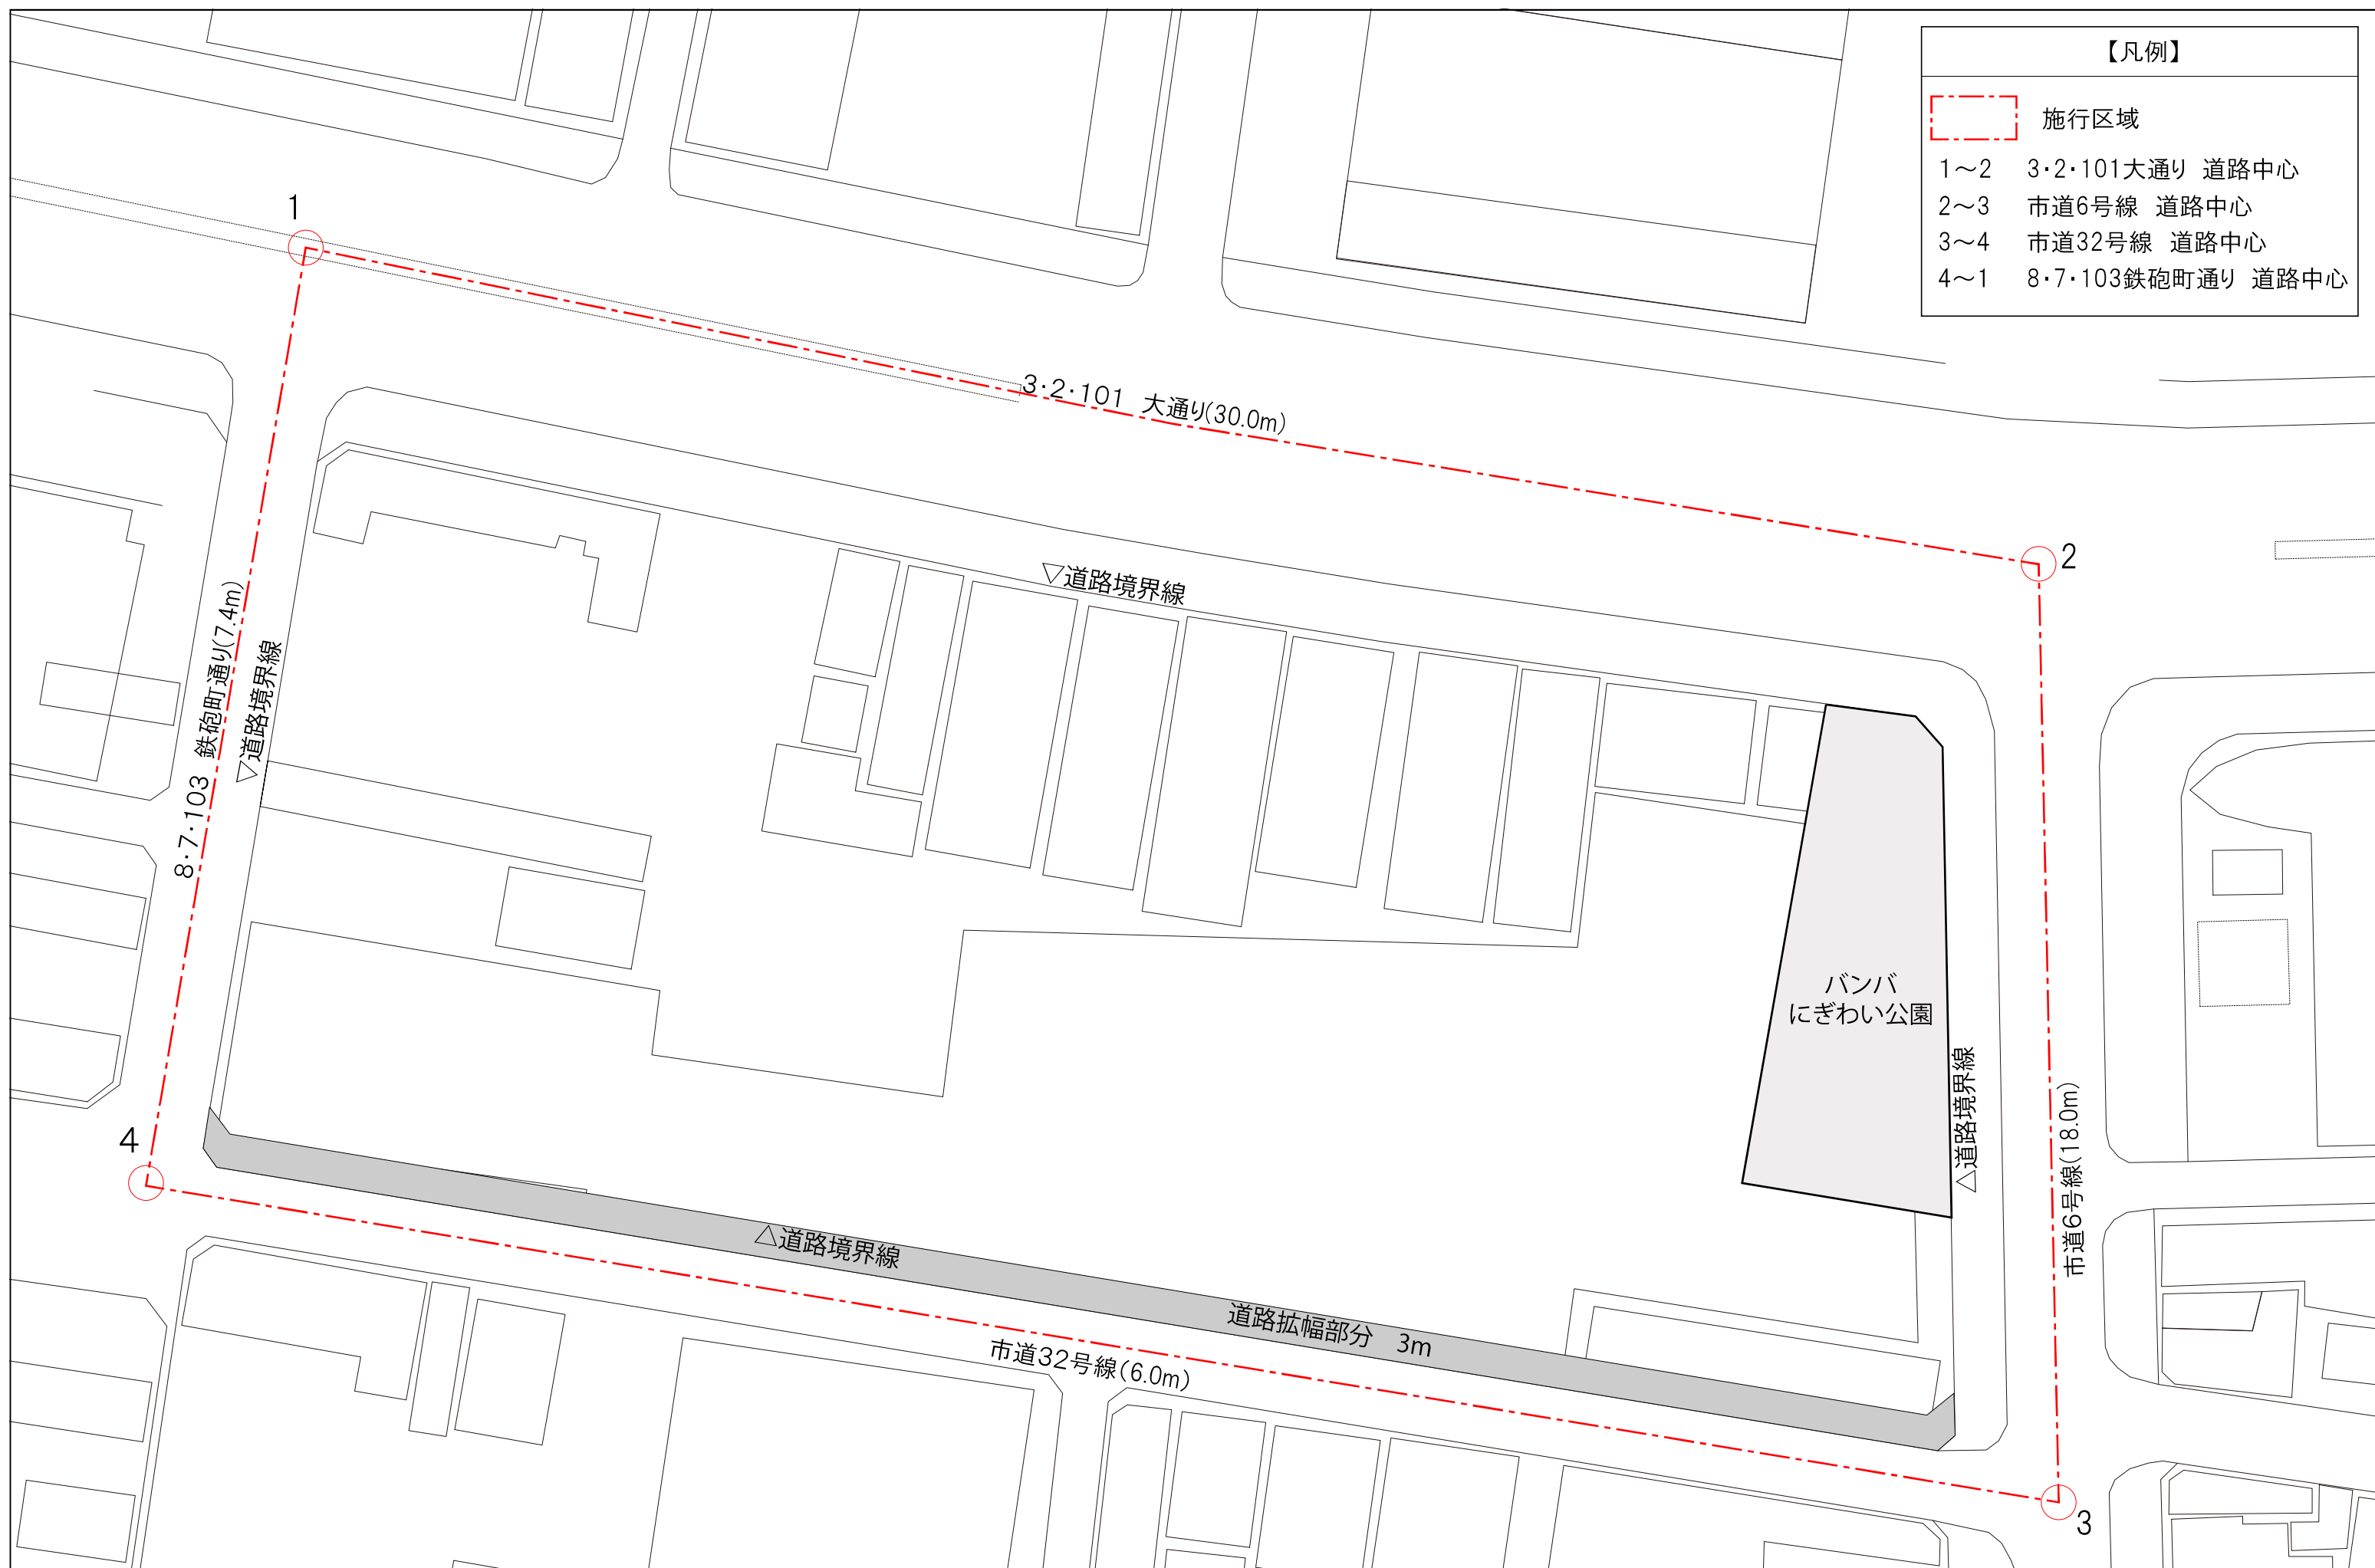 【凡例】
施行区域
1～2 3・2・101大通り 道路中心
2～3 市道6号線 道路中心
3～4 市道32号線 道路中心
4～1 8・7・103鉄砲町通り 道路中心
1
3・2・101 大通り(30.0m)
2
▽道路境界線
8・7・103 鉄砲町通り(7.4m)
▽道路境界線
バンバ
にぎわい公園
△道路境界線
市道6号線(18.0m)
4
△道路境界線
道路拡幅部分 3m
市道32号線(6.0m)
3